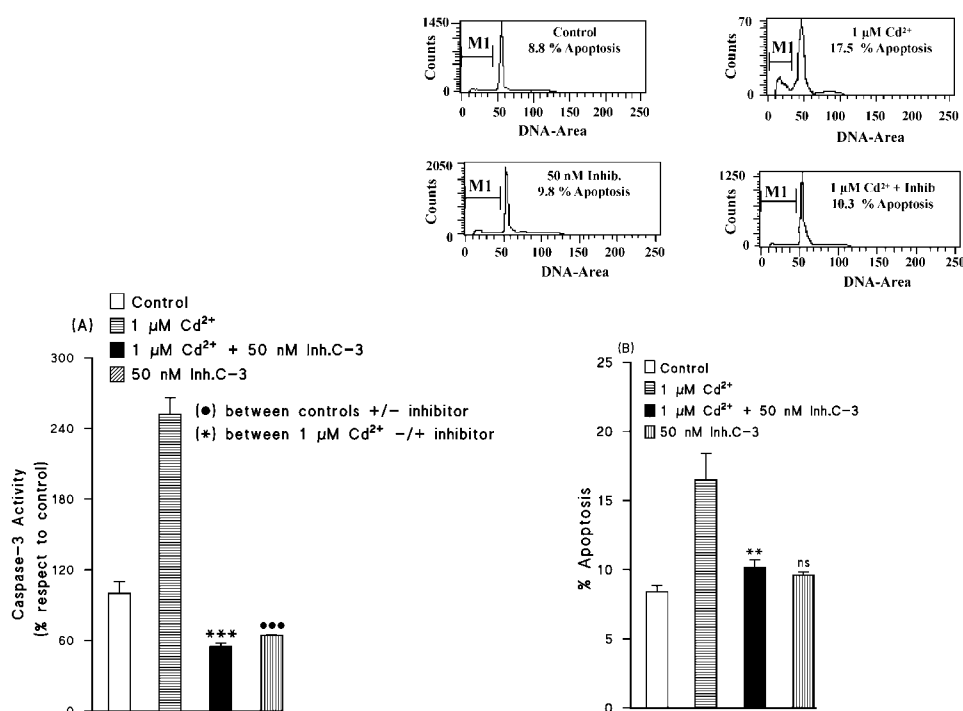 1450
Counts
M1
Control
8.8 % Apoptosis
0
0 50 100 150 200 250
DNA-Area
70
Counts
M1
1 µM Cd²⁺
17.5 % Apoptosis
0
0 50 100 150 200 250
DNA-Area
2050
Counts
M1
50 nM Inhib.
9.8 % Apoptosis
0
0 50 100 150 200 250
DNA-Area
1250
Counts
M1
1 µM Cd²⁺ + Inhib
10.3 % Apoptosis
0
0 50 100 150 200 250
DNA-Area
(A)
Control
1 µM Cd²⁺
1 µM Cd²⁺ + 50 nM Inh.C-3
50 nM Inh.C-3
(●) between controls +/- inhibitor
(*) between 1 µM Cd²⁺ -/+ inhibitor
Caspase-3 Activity
(% respect to control)
300
240
180
120
60
0
***
●●●
(B)
Control
1 µM Cd²⁺
1 µM Cd²⁺ + 50 nM Inh.C-3
50 nM Inh.C-3
% Apoptosis
25
20
15
10
5
0
**
ns